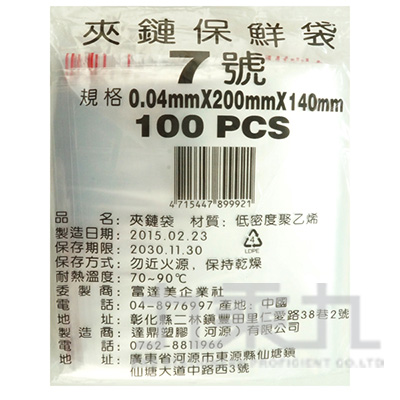 夾鏈保鮮袋
7號
規格 0.04mmX200mmX140mm
100 PCS
4 715447 899921
品　　名: 夾鏈袋　材質: 低密度聚乙烯
製造日期: 2015.02.23
保存期限: 2030.11.30
保存方式: 勿近火源，保持乾燥
耐熱溫度: 70~90℃
委 製 商: 富達美企業社
電　　話: 04-8976997 產地: 中國
地　　址: 彰化縣二林鎮豐田里仁愛路38巷2號
製 造 商: 達鼎塑膠（河源）有限公司
電　　話: 0762-8811966
地　　址: 廣東省河源市東源縣仙塘鎮
仙塘大道中路西3號
4
LDPE